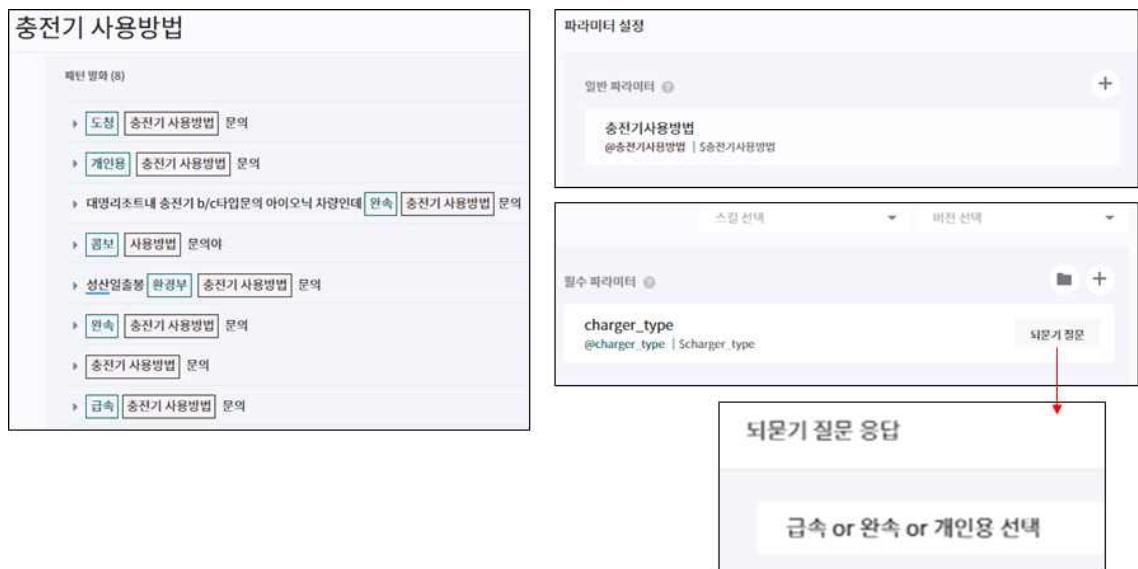 충전기 사용방법
패턴 발화 (8)
도청 충전기 사용방법 문의
개인용 충전기 사용방법 문의
대명리조트내 충전기 b/c타입문의 아이오닉 차량인데 완속 충전기 사용방법 문의
콤보 사용방법 문의야
성산일출봉 환경부 충전기 사용방법 문의
완속 충전기 사용방법 문의
충전기 사용방법 문의
급속 충전기 사용방법 문의
파라미터 설정
일반 파라미터
충전기사용방법
@충전기사용방법 | $충전기사용방법
스킬 선택 버전 선택
필수 파라미터
charger_type
@charger_type | $charger_type
되묻기 질문
되묻기 질문 응답
급속 or 완속 or 개인용 선택